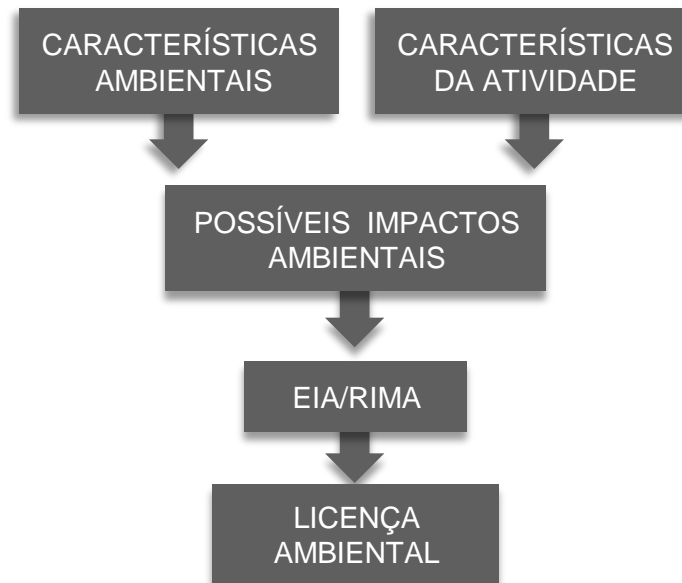 CARACTERÍSTICAS
AMBIENTAIS
CARACTERÍSTICAS
DA ATIVIDADE
POSSÍVEIS IMPACTOS
AMBIENTAIS
EIA/RIMA
LICENÇA
AMBIENTAL